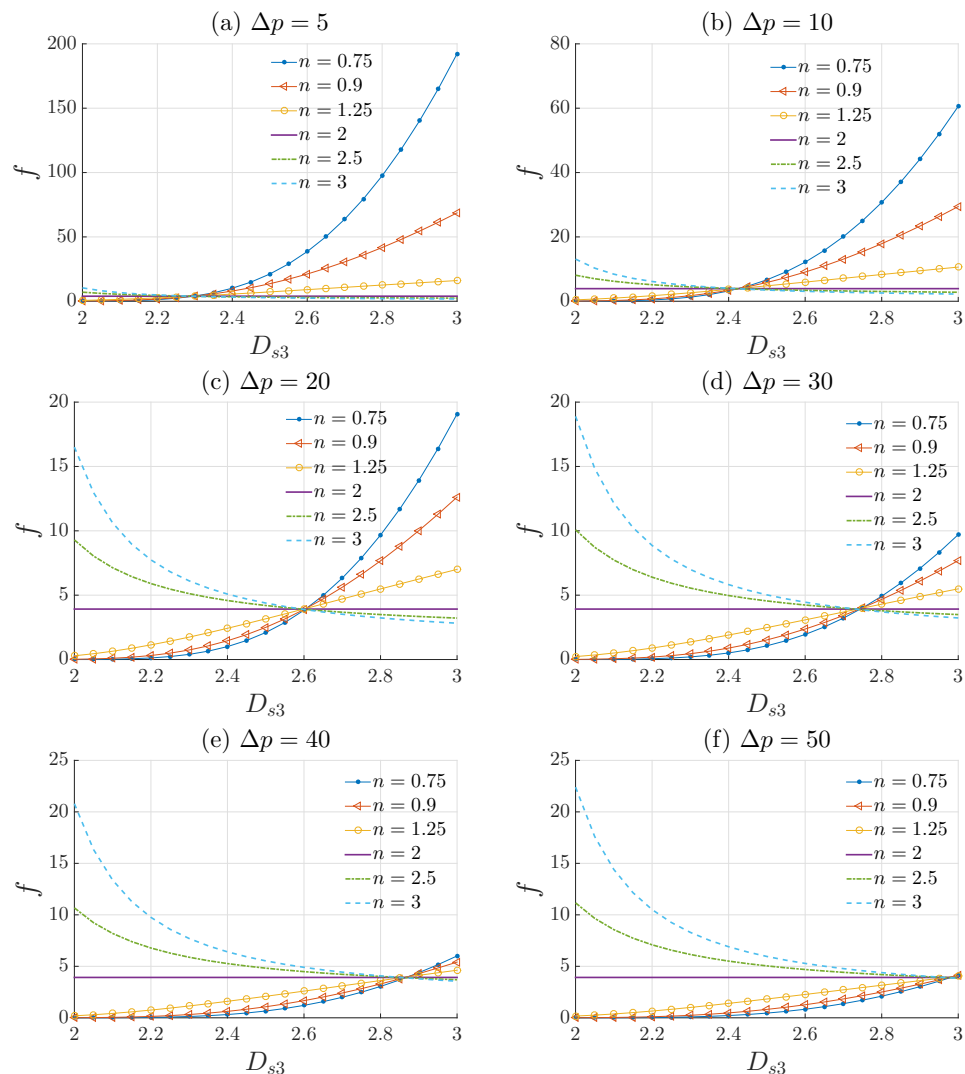 (a) Δp = 5
200
150
100
50
0
f
n = 0.75
n = 0.9
n = 1.25
n = 2
n = 2.5
n = 3
2 2.2 2.4 2.6 2.8 3
D_{s3}
(b) Δp = 10
80
60
40
20
0
f
n = 0.75
n = 0.9
n = 1.25
n = 2
n = 2.5
n = 3
2 2.2 2.4 2.6 2.8 3
D_{s3}
(c) Δp = 20
20
15
10
5
0
f
n = 0.75
n = 0.9
n = 1.25
n = 2
n = 2.5
n = 3
2 2.2 2.4 2.6 2.8 3
D_{s3}
(d) Δp = 30
20
15
10
5
0
f
n = 0.75
n = 0.9
n = 1.25
n = 2
n = 2.5
n = 3
2 2.2 2.4 2.6 2.8 3
D_{s3}
(e) Δp = 40
25
20
15
10
5
0
f
n = 0.75
n = 0.9
n = 1.25
n = 2
n = 2.5
n = 3
2 2.2 2.4 2.6 2.8 3
D_{s3}
(f) Δp = 50
25
20
15
10
5
0
f
n = 0.75
n = 0.9
n = 1.25
n = 2
n = 2.5
n = 3
2 2.2 2.4 2.6 2.8 3
D_{s3}